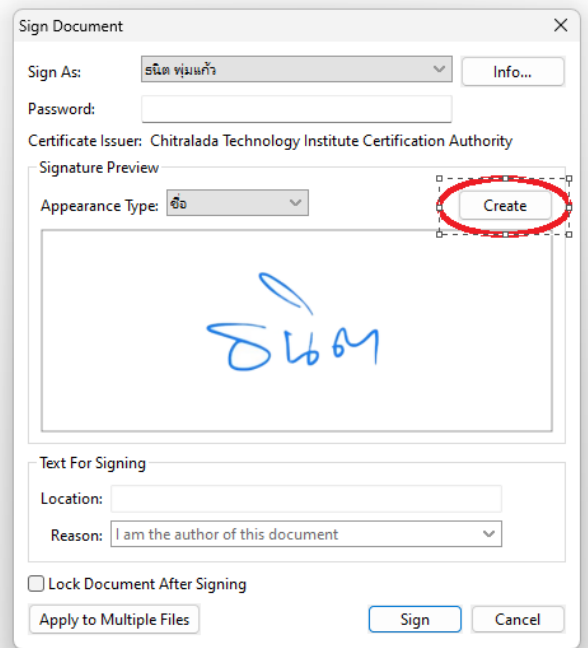 Sign Document
Sign As: ธนิต พุ่มแก้ว Info...
Password:
Certificate Issuer: Chitralada Technology Institute Certification Authority
Signature Preview
Appearance Type: ชื่อ Create
ธนิต
Text For Signing
Location:
Reason: I am the author of this document
Lock Document After Signing
Apply to Multiple Files Sign Cancel